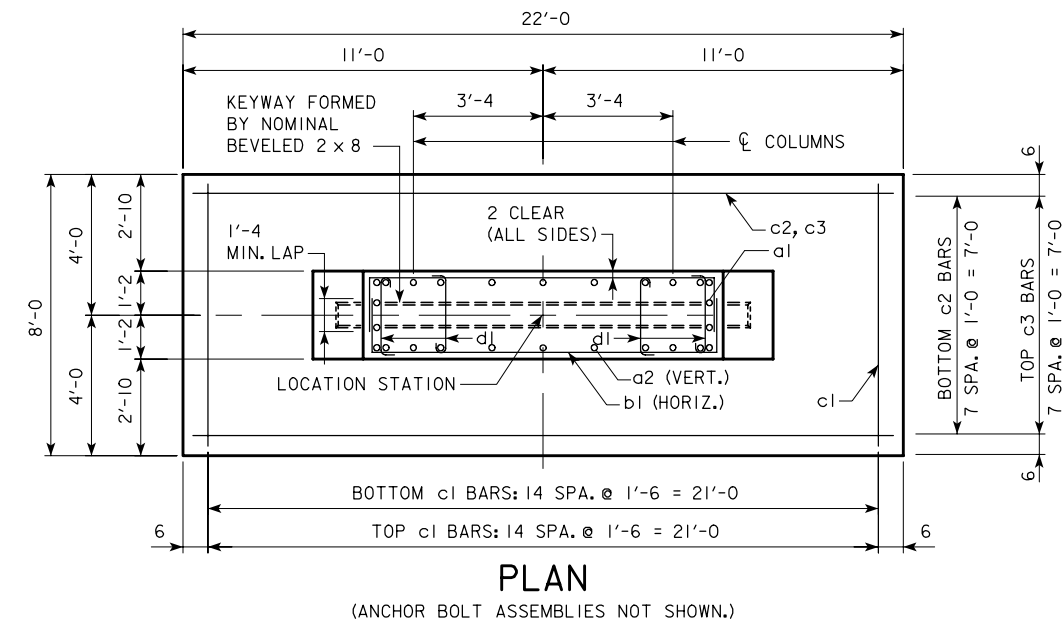 22'-0
11'-0
11'-0
KEYWAY FORMED
BY NOMINAL
BEVELED 2 x 8
3'-4
3'-4
℄ COLUMNS
6
8'-0
4'-0
4'-0
2'-10
1'-2
1'-2
2'-10
1'-4
MIN. LAP
2 CLEAR
(ALL SIDES)
c2, c3
a1
d1
d1
LOCATION STATION
a2 (VERT.)
b1 (HORIZ.)
c1
BOTTOM c2 BARS
7 SPA. @ 1'-0 = 7'-0
TOP c3 BARS
7 SPA. @ 1'-0 = 7'-0
6
BOTTOM c1 BARS: 14 SPA. @ 1'-6 = 21'-0
6
TOP c1 BARS: 14 SPA. @ 1'-6 = 21'-0
6
PLAN
(ANCHOR BOLT ASSEMBLIES NOT SHOWN.)